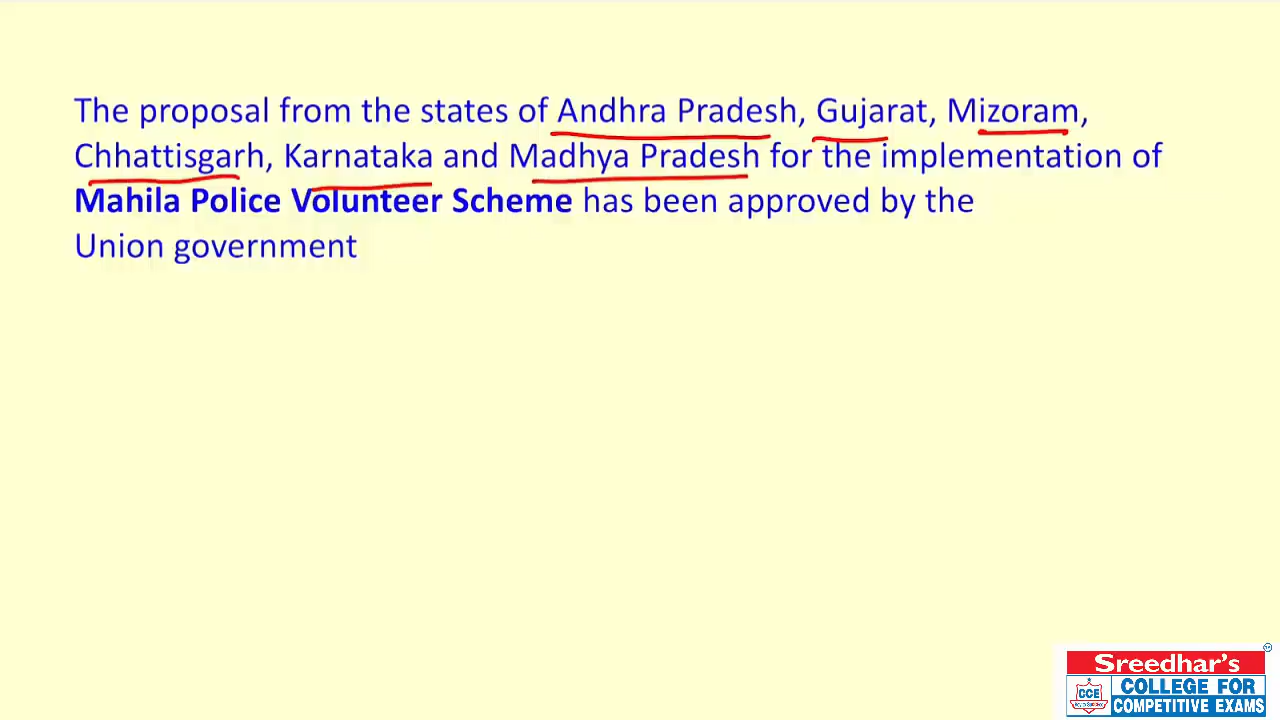 The proposal from the states of Andhra Pradesh, Gujarat, Mizoram,
Chhattisgarh, Karnataka and Madhya Pradesh for the implementation of
Mahila Police Volunteer Scheme has been approved by the
Union government
Sreedhar's
CCE
COLLEGE FOR
COMPETITIVE EXAMS